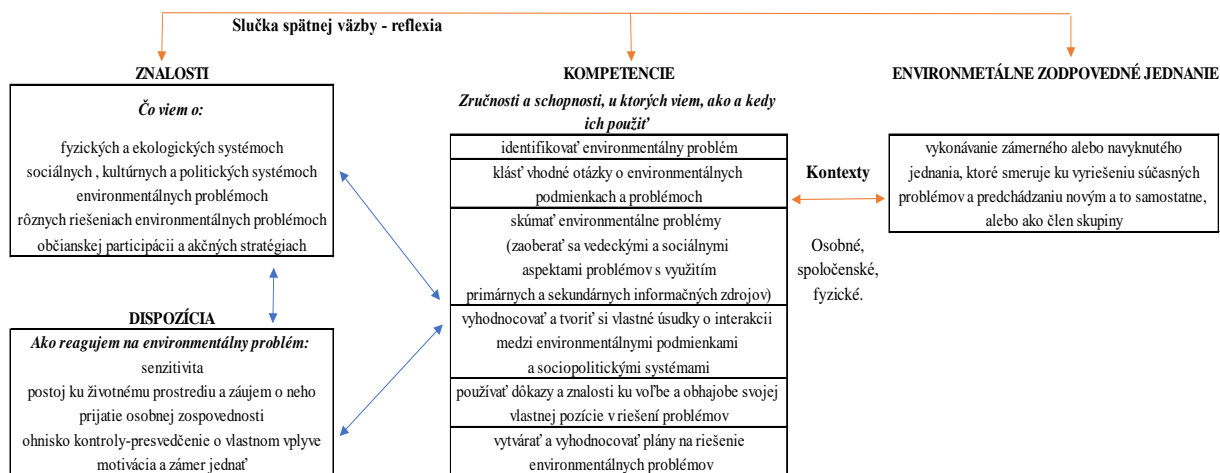 Slučka spätnej väzby - reflexia
ZNALOSTI
Čo viem o:
fyzických a ekologických systémoch
sociálnych , kultúrnych a politických systémoch
environmentálnych problémoch
rôznych riešeniach environmentálnych problémoch
občianskej participácii a akčných stratégiach
DISPOZÍCIA
Ako reagujem na environmentálny problém:
senzitivita
postoj ku životnému prostrediu a záujem o neho
prijatie osobnej zospovednosti
ohnisko kontroly-presvedčenie o vlastnom vplyve
motivácia a zámer jednať
KOMPETENCIE
Zručnosti a schopnosti, u ktorých viem, ako a kedy
ich použiť
identifikovať environmentálny problém
klásť vhodné otázky o environmentálnych
podmienkach a problémoch
skúmať environmentálne problémy
(zaoberať sa vedeckými a sociálnymi
aspektami problémov s využitím
primárnych a sekundárnych informačných zdrojov)
vyhodnocovať a tvoriť si vlastné úsudky o interakcii
medzi environmentálnymi podmienkami
a sociopolitickými systémami
používať dôkazy a znalosti ku voľbe a obhajobe svojej
vlastnej pozície v riešení problémov
vytvárať a vyhodnocovať plány na riešenie
environmentálnych problémov
Kontexty
Osobné,
spoločenské,
fyzické.
ENVIRONMETÁLNE ZODPOVEDNÉ JEDNANIE
vykonávanie zámerného alebo navyknutého
jednania, ktoré smeruje ku vyriešeniu súčasných
problémov a predchádzaniu novým a to samostatne,
alebo ako člen skupiny